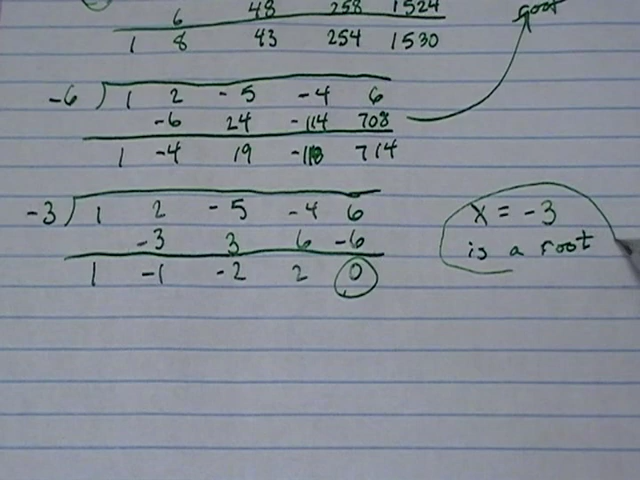 6 48 258 1524
root
1 8 43 254 1530
-6 ) 1 2 -5 -4 6
-6 24 -114 708
1 -4 19 -118 714
-3 ) 1 2 -5 -4 6
-3 3 6 -6
1 -1 -2 2 0
x = -3
is a root